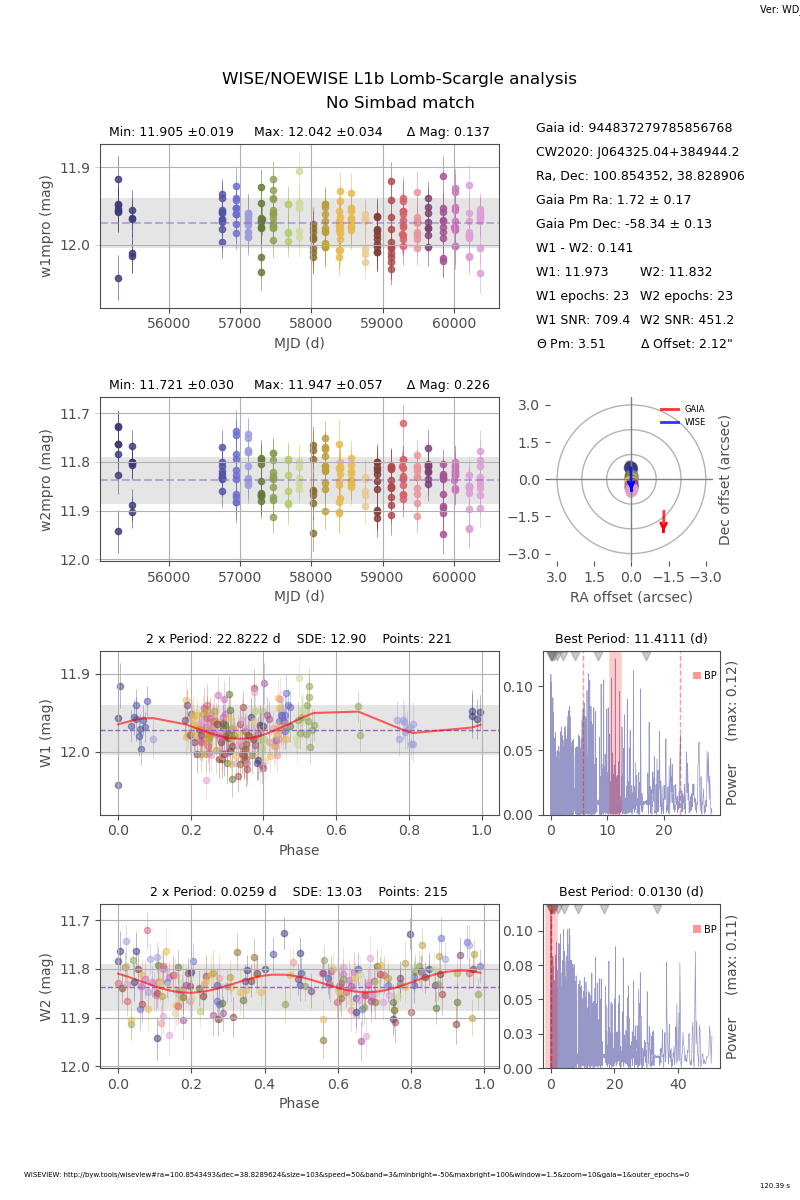 Ver: WD
WISE/NOEWISE L1b Lomb-Scargle analysis
No Simbad match
Min: 11.905 ±0.019 Max: 12.042 ±0.034 Δ Mag: 0.137
11.9
12.0
w1mpro (mag)
56000 57000 58000 59000 60000
MJD (d)
Gaia id: 944837279785856768
CW2020: J064325.04+384944.2
Ra, Dec: 100.854352, 38.828906
Gaia Pm Ra: 1.72 ± 0.17
Gaia Pm Dec: -58.34 ± 0.13
W1 - W2: 0.141
W1: 11.973 W2: 11.832
W1 epochs: 23 W2 epochs: 23
W1 SNR: 709.4 W2 SNR: 451.2
Θ Pm: 3.51 Δ Offset: 2.12"
Min: 11.721 ±0.030 Max: 11.947 ±0.057 Δ Mag: 0.226
11.7
11.8
11.9
12.0
w2mpro (mag)
56000 57000 58000 59000 60000
MJD (d)
3.0
1.5
0.0
−1.5
−3.0
GAIA
WISE
Dec offset (arcsec)
3.0 1.5 0.0 −1.5 −3.0
RA offset (arcsec)
2 x Period: 22.8222 d SDE: 12.90 Points: 221
11.9
12.0
W1 (mag)
0.0 0.2 0.4 0.6 0.8 1.0
Phase
Best Period: 11.4111 (d)
0.10
0.05
0.00
BP
Power (max: 0.12)
0 10 20
2 x Period: 0.0259 d SDE: 13.03 Points: 215
11.7
11.8
11.9
12.0
W2 (mag)
0.0 0.2 0.4 0.6 0.8 1.0
Phase
Best Period: 0.0130 (d)
0.10
0.08
0.05
0.03
0.00
BP
Power (max: 0.11)
0 20 40
WISEVIEW: http://byw.tools/wiseview#ra=100.8543493&dec=38.8289624&size=103&speed=50&band=3&minbright=-50&maxbright=100&window=1.5&zoom=10&gaia=1&outer_epochs=0
120.39 s